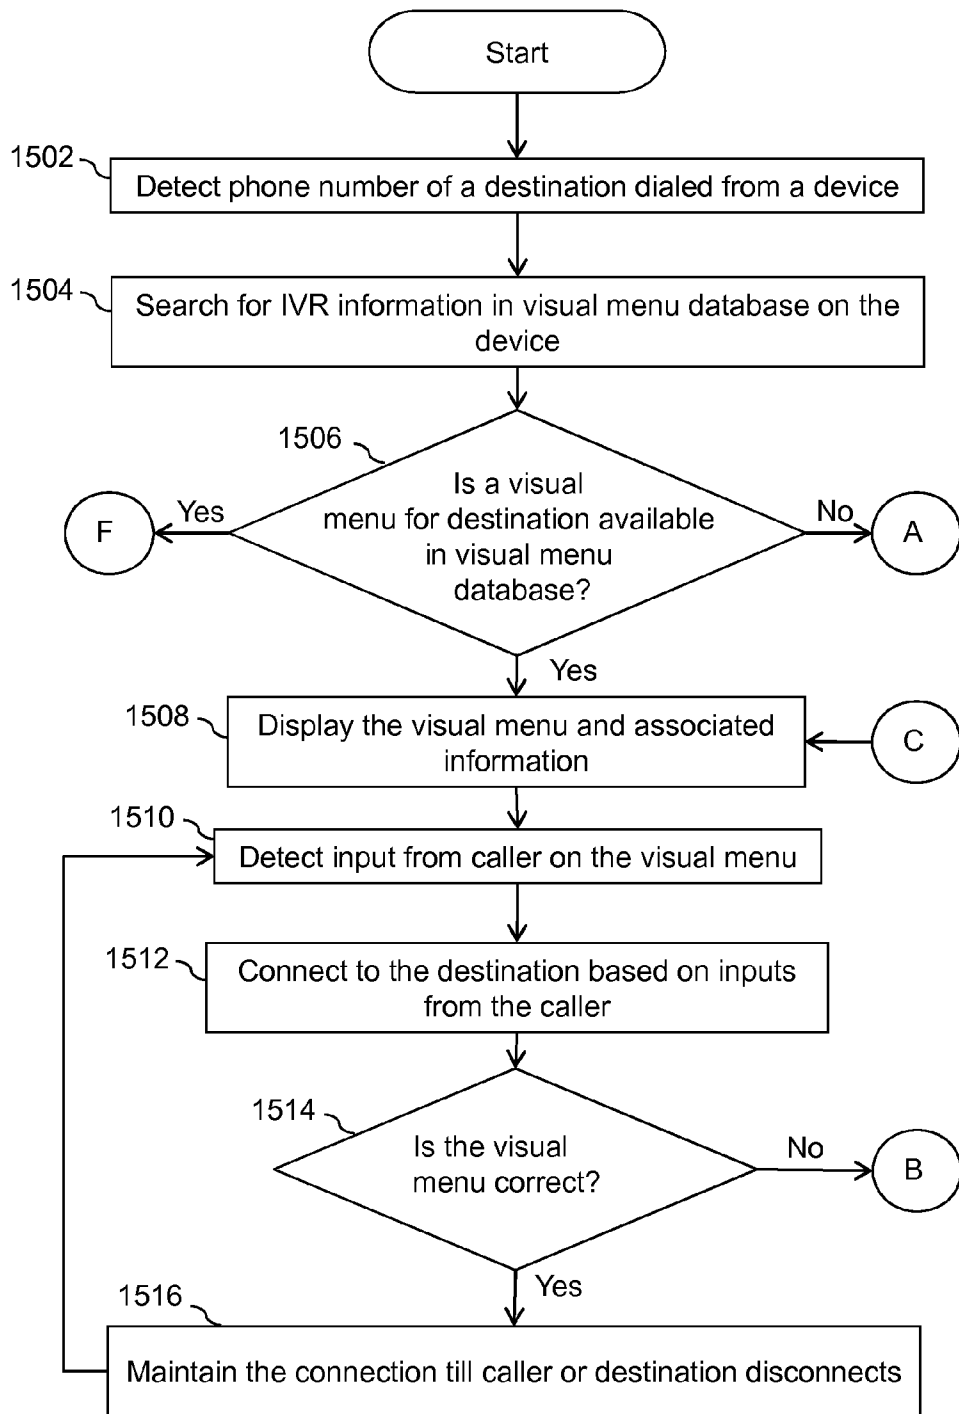 Start
1502
Detect phone number of a destination dialed from a device
1504
Search for IVR information in visual menu database on the
device
1506
Is a visual
menu for destination available
in visual menu
database?
Yes
F
No
A
Yes
1508
Display the visual menu and associated
information
C
1510
Detect input from caller on the visual menu
1512
Connect to the destination based on inputs
from the caller
1514
Is the visual
menu correct?
No
B
Yes
1516
Maintain the connection till caller or destination disconnects